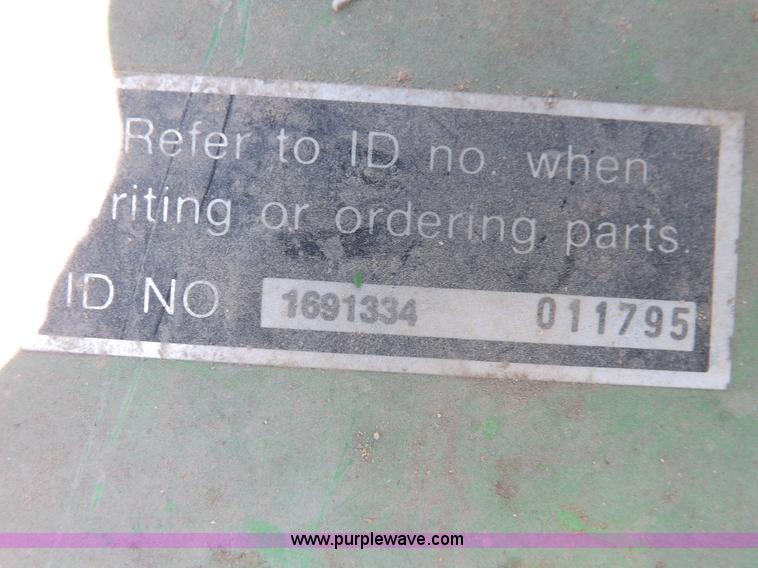 Refer to ID no. when
riting or ordering parts.
ID NO 1691334 011795
www.purplewave.com